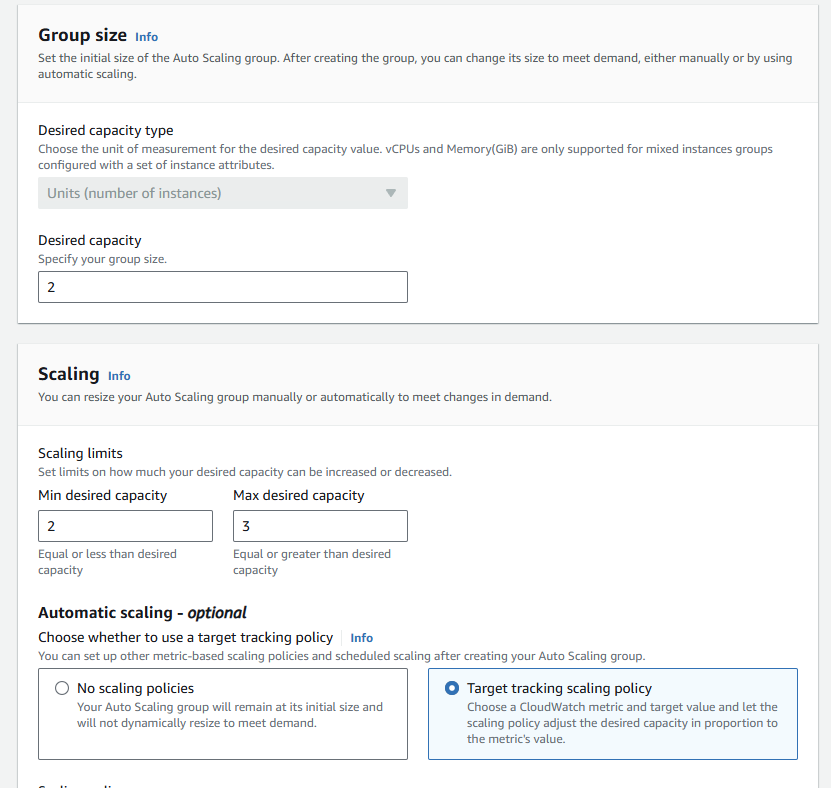 Group size Info
Set the initial size of the Auto Scaling group. After creating the group, you can change its size to meet demand, either manually or by using
automatic scaling.
Desired capacity type
Choose the unit of measurement for the desired capacity value. vCPUs and Memory(GiB) are only supported for mixed instances groups
configured with a set of instance attributes.
Units (number of instances)
Desired capacity
Specify your group size.
2
Scaling Info
You can resize your Auto Scaling group manually or automatically to meet changes in demand.
Scaling limits
Set limits on how much your desired capacity can be increased or decreased.
Min desired capacity
Max desired capacity
2
3
Equal or less than desired
capacity
Equal or greater than desired
capacity
Automatic scaling - optional
Choose whether to use a target tracking policy Info
You can set up other metric-based scaling policies and scheduled scaling after creating your Auto Scaling group.
No scaling policies
Your Auto Scaling group will remain at its initial size and
will not dynamically resize to meet demand.
Target tracking scaling policy
Choose a CloudWatch metric and target value and let the
scaling policy adjust the desired capacity in proportion to
the metric's value.